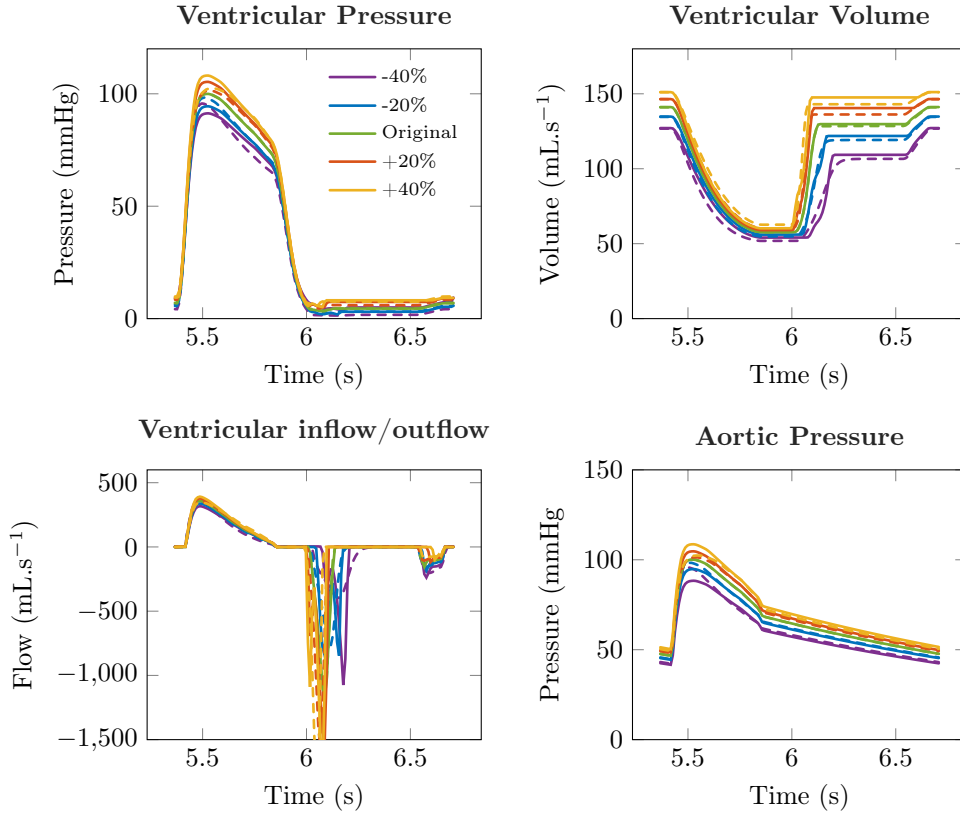 Ventricular Pressure
Pressure (mmHg)
100
50
0
5.5
6
6.5
Time (s)
-40%
-20%
Original
+20%
+40%
Ventricular Volume
Volume (mL.s⁻¹)
150
100
50
0
5.5
6
6.5
Time (s)
Ventricular inflow/outflow
Flow (mL.s⁻¹)
500
0
−500
−1,000
−1,500
5.5
6
6.5
Time (s)
Aortic Pressure
Pressure (mmHg
150
100
50
0
5.5
6
6.5
Time (s)